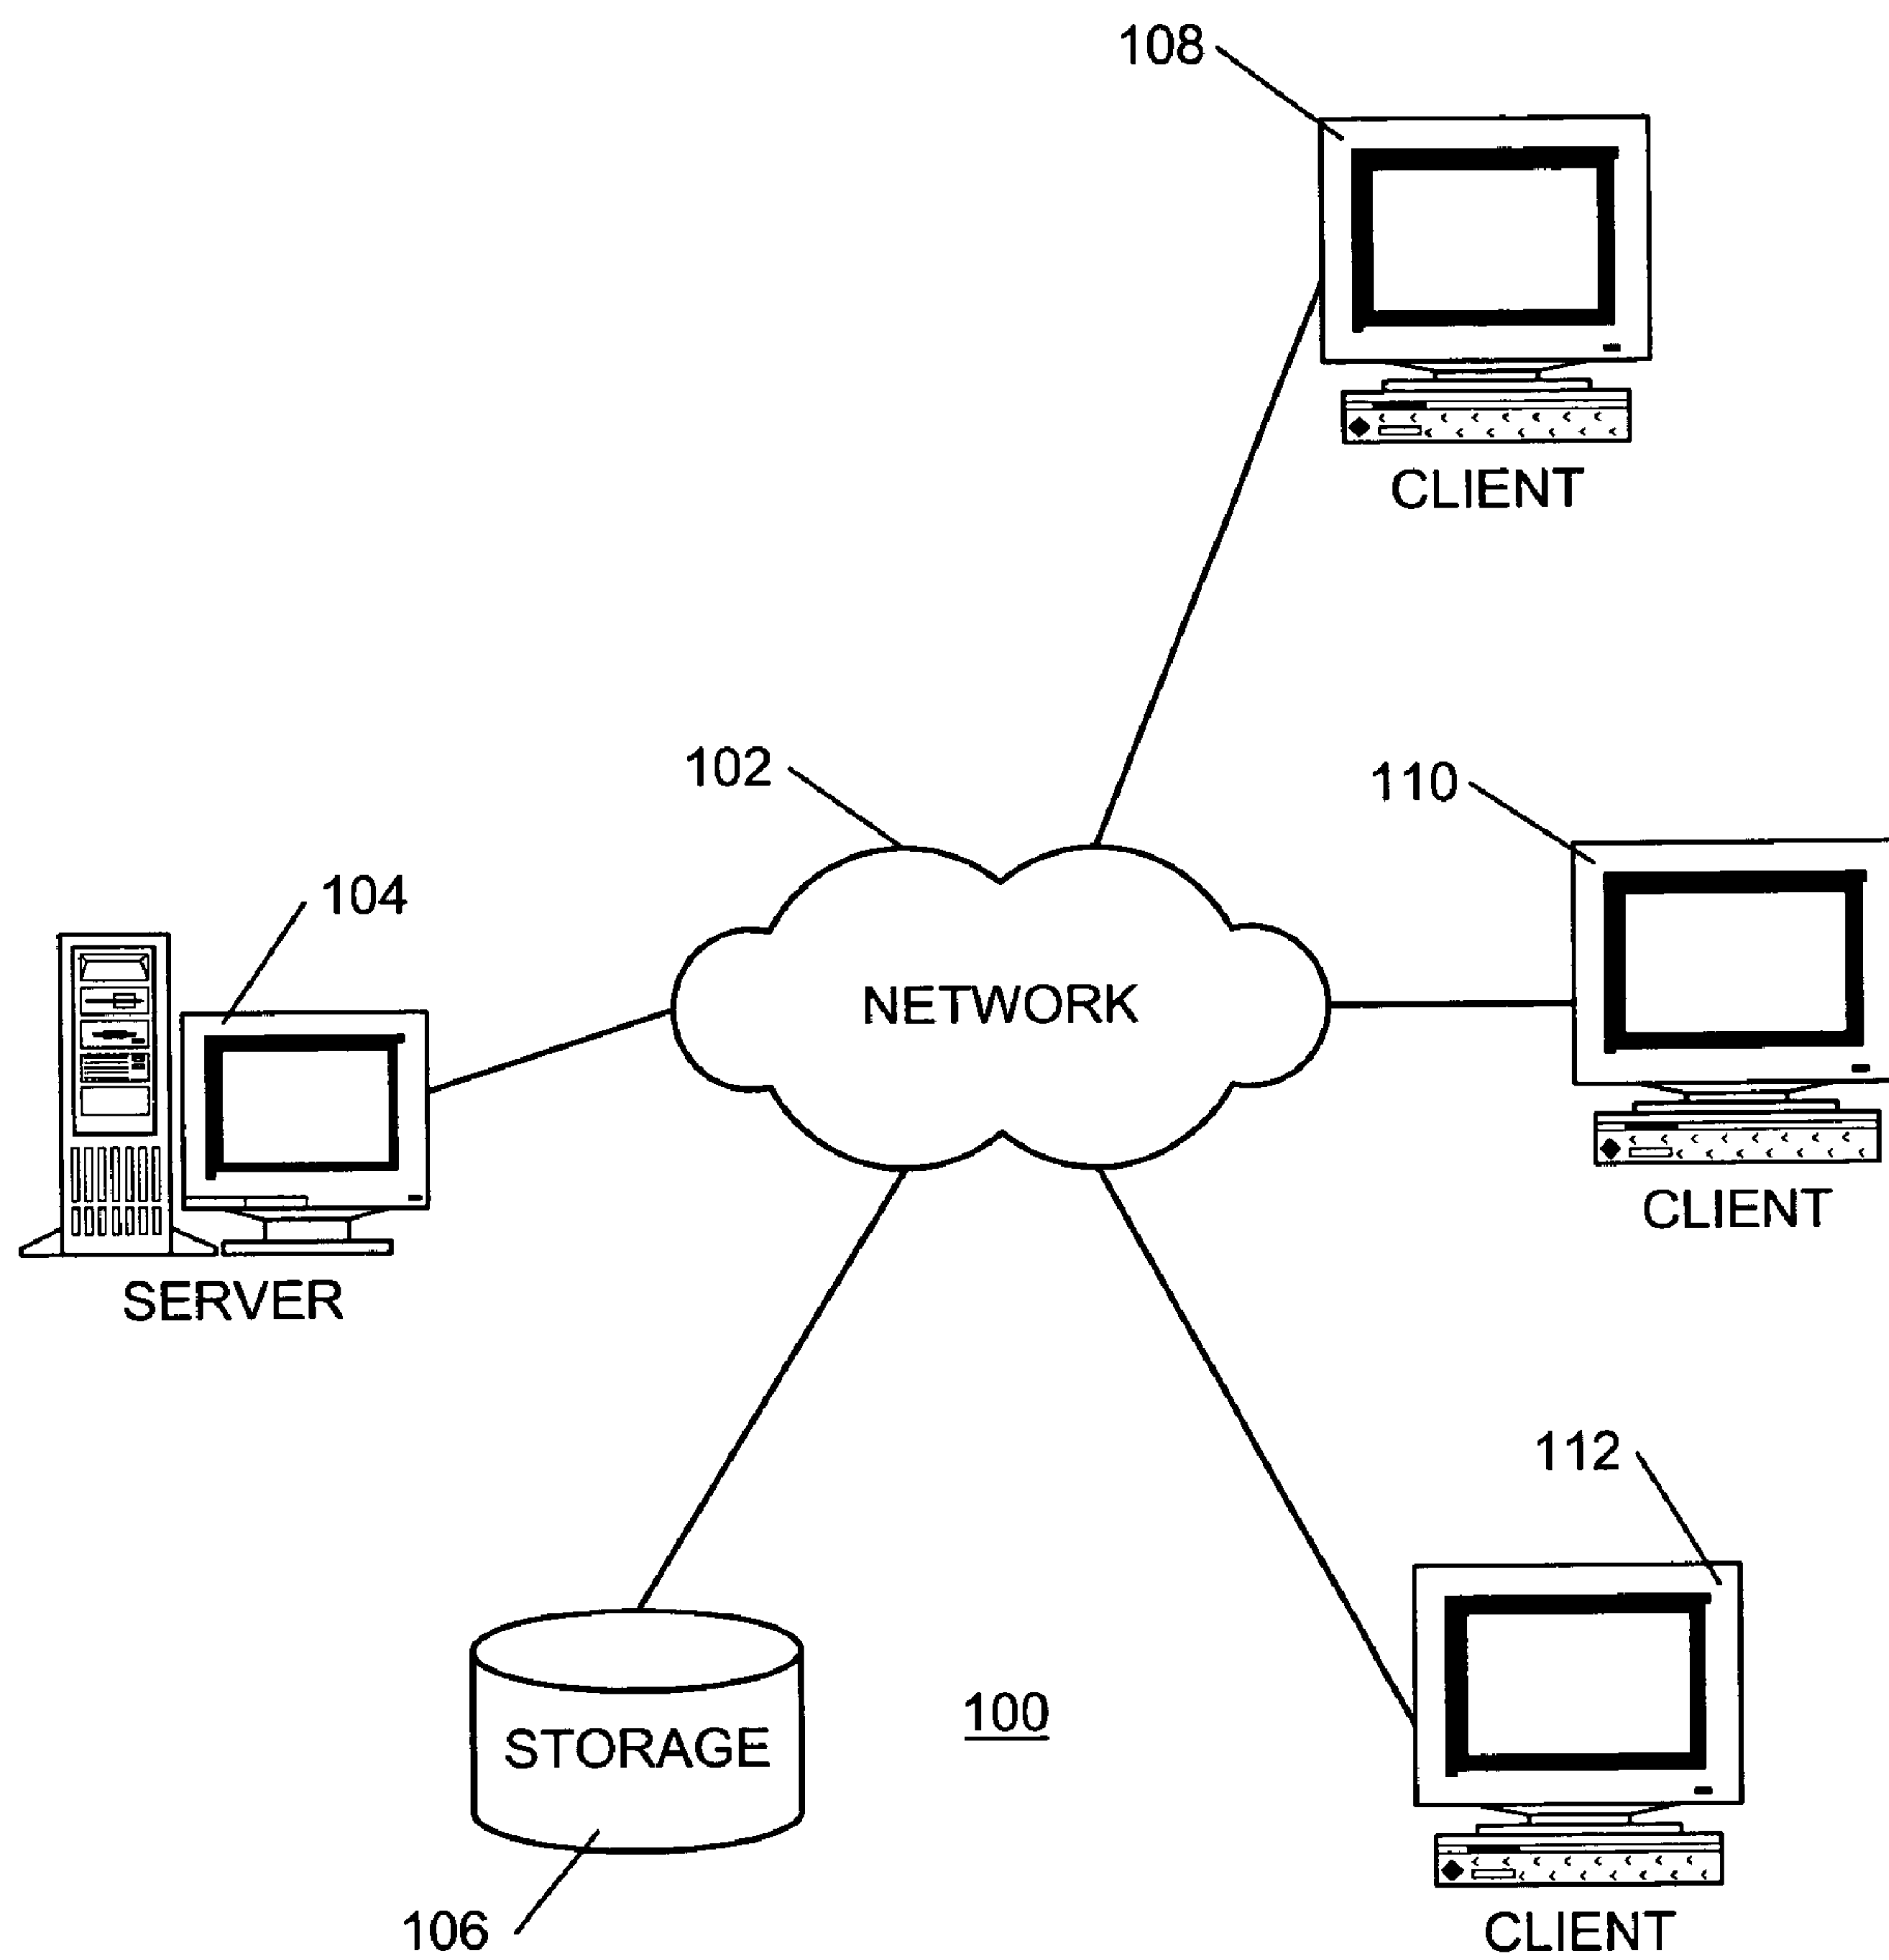 108
CLIENT
102
110
104
NETWORK
CLIENT
SERVER
112
100
STORAGE
106
CLIENT